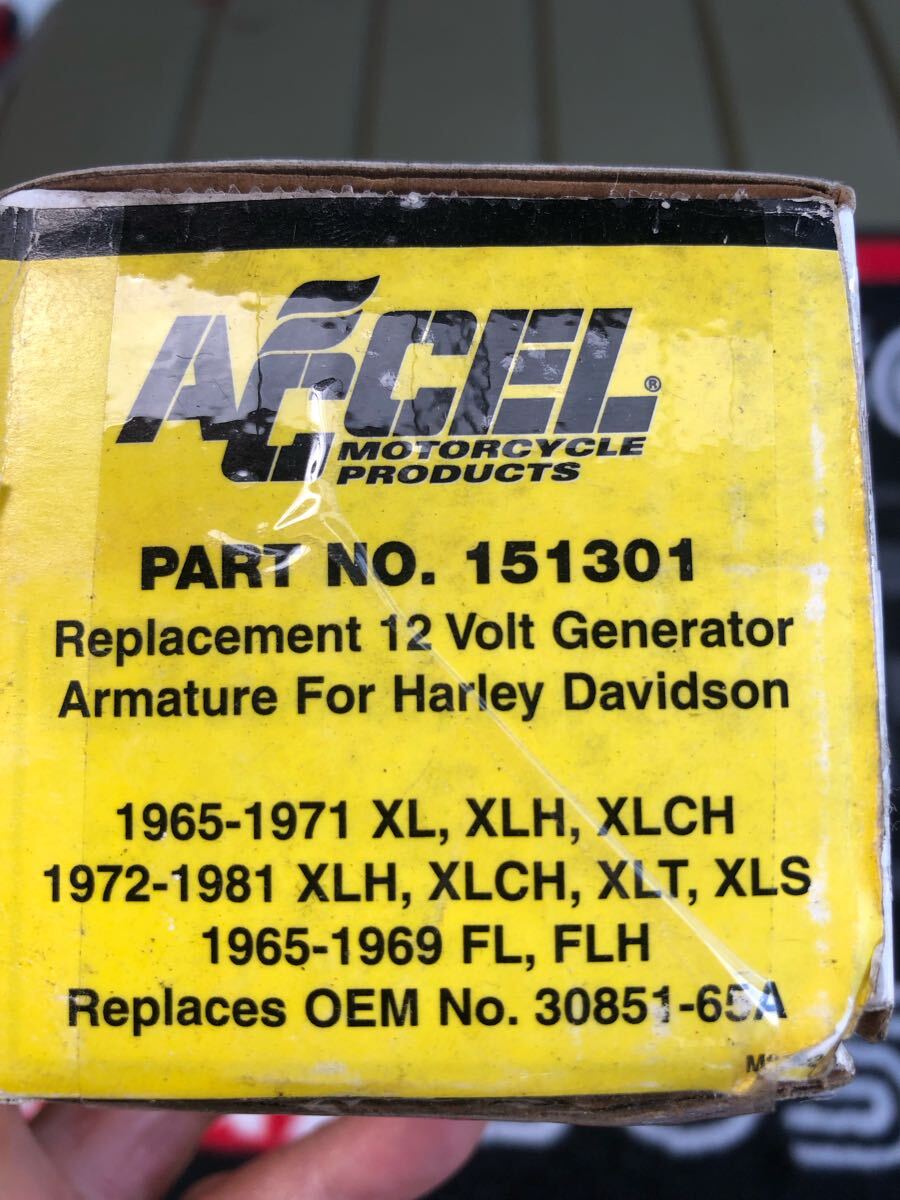 ACCEL®
MOTORCYCLE
PRODUCTS
PART NO. 151301
Replacement 12 Volt Generator
Armature For Harley Davidson
1965-1971 XL, XLH, XLCH
1972-1981 XLH, XLCH, XLT, XLS
1965-1969 FL, FLH
Replaces OEM No. 30851-65A